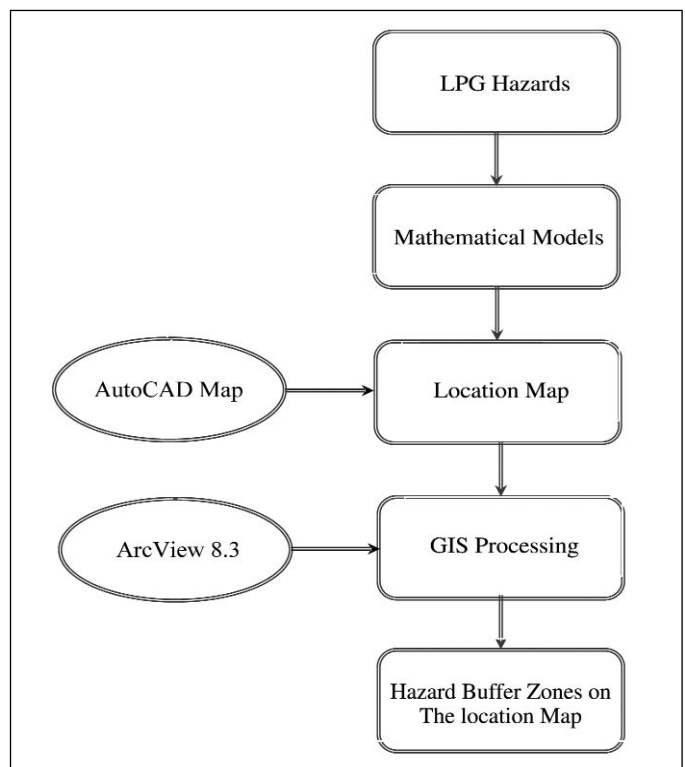 LPG Hazards
Mathematical Models
AutoCAD Map
Location Map
ArcView 8.3
GIS Processing
Hazard Buffer Zones on
The location Map